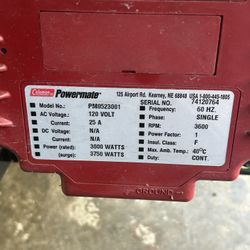 Coleman Powermate® 125 Airport Rd. Kearney, NE 68848 USA 1-800-445-1805
SERIAL NO. 74120764
Model No.: PM0523001
AC Voltage: 120 VOLT
Current: 25 A
DC Voltage: N/A
Current: N/A
Power (rated): 3000 WATTS
(surge): 3750 WATTS
Frequency: 60 HZ.
Phase: SINGLE
RPM: 3600
Power Factor: 1
Insul. Class: F
Max. Amb. Temp: 40°C
Duty: CONT.
GROUND